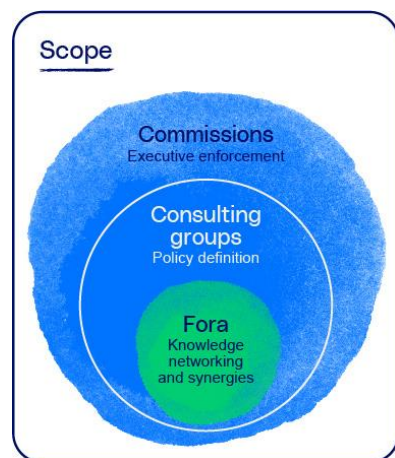 Scope
Commissions
Executive enforcement
Consulting
groups
Policy definition
Fora
Knowledge
networking
and synergies